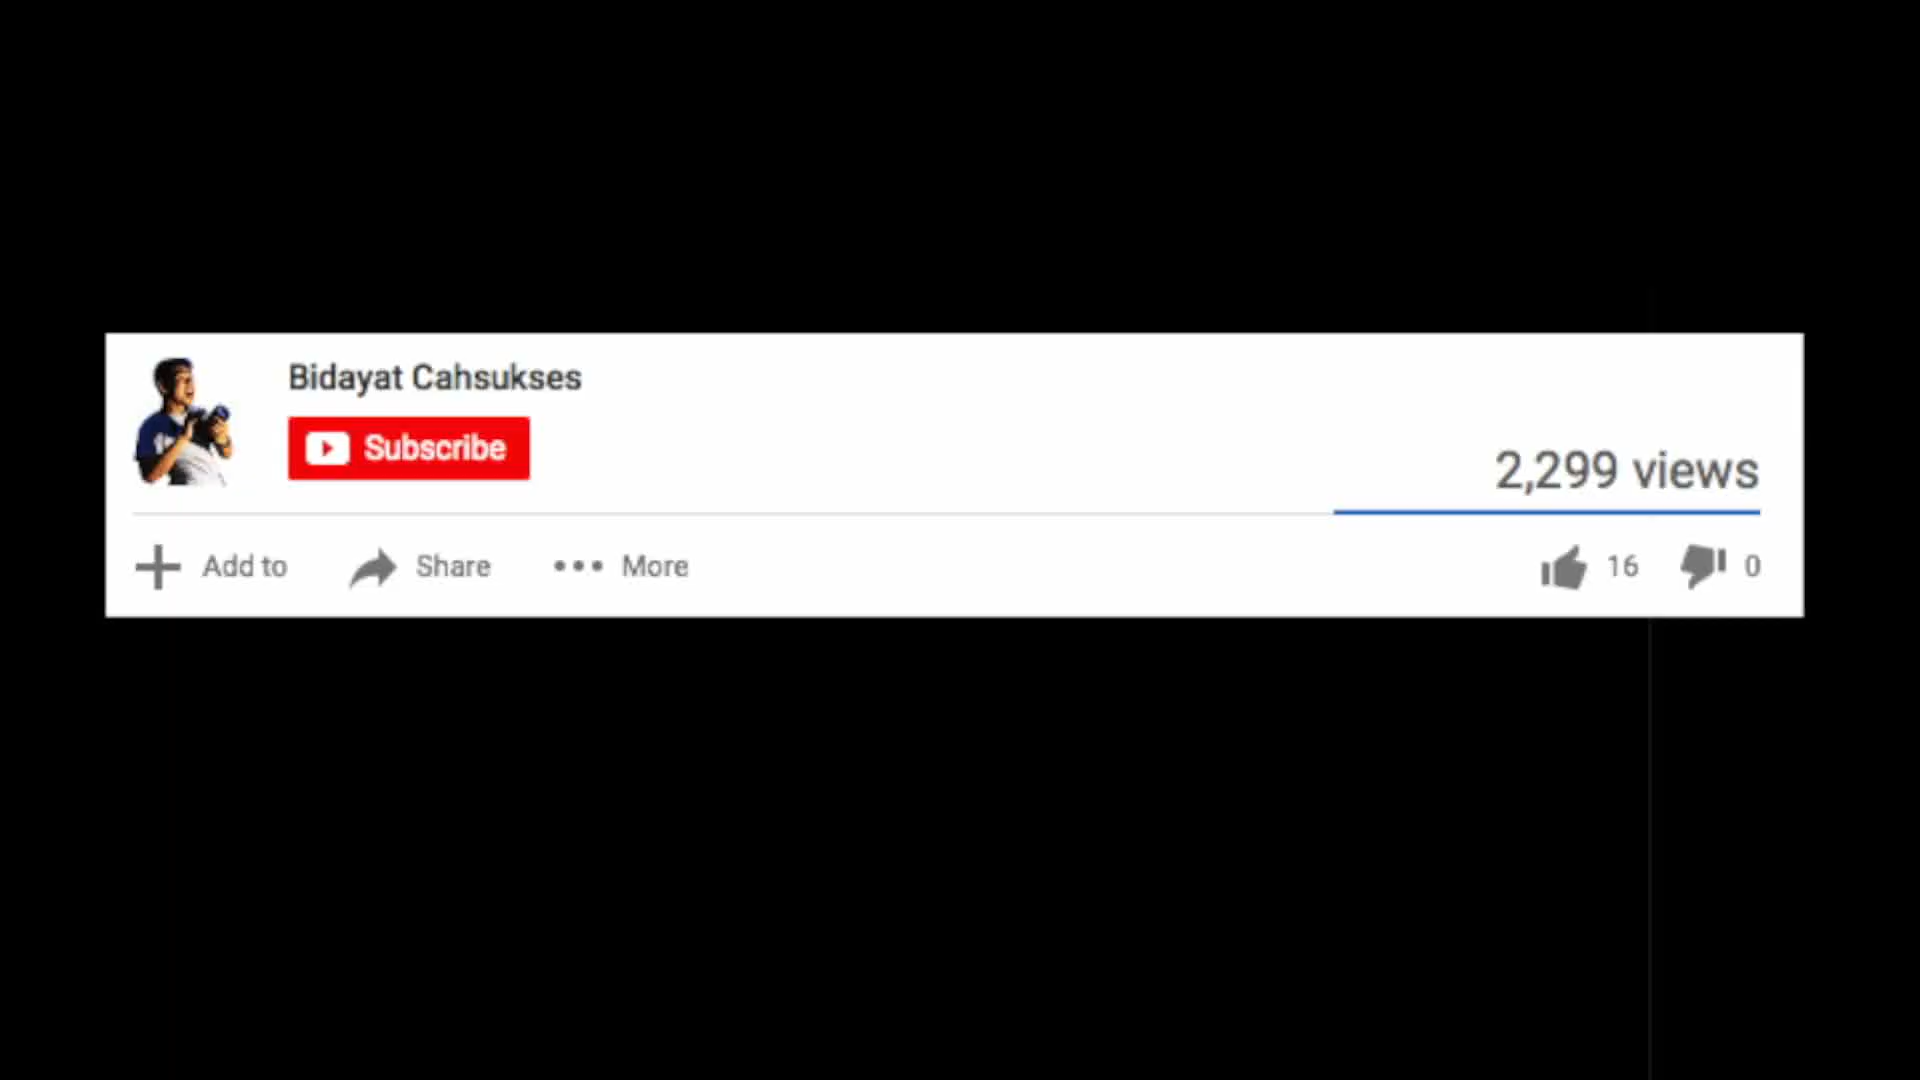 Bidayat Cahsukses
Subscribe
2,299 views
Add to Share More 16 0